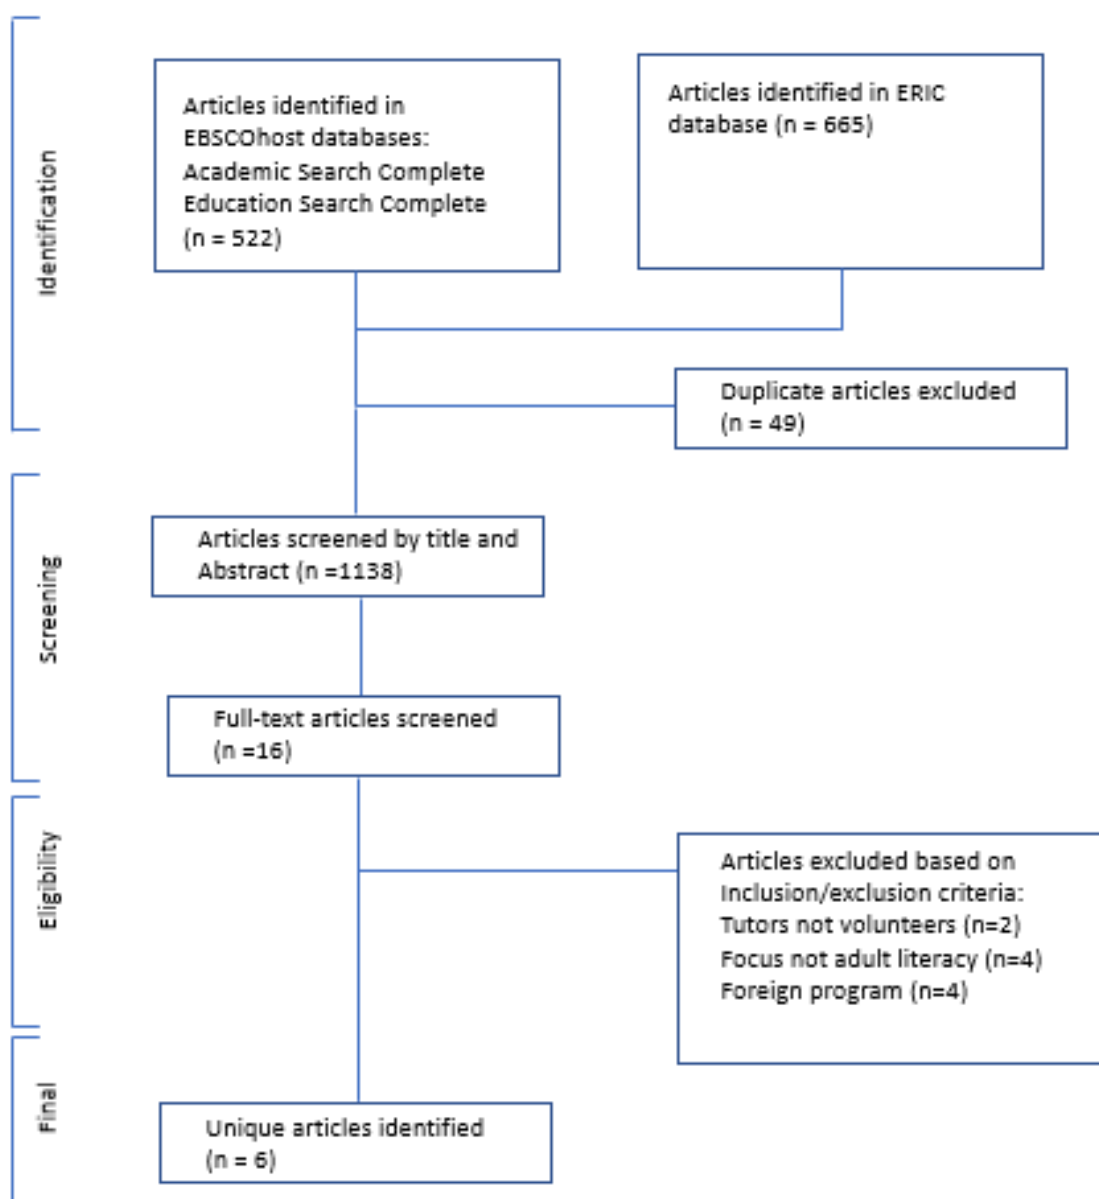 Identification
Articles identified in
EBSCOhost databases:
Academic Search Complete
Education Search Complete
(n = 522)
Articles identified in ERIC
database (n = 665)
Duplicate articles excluded
(n = 49)
Screening
Articles screened by title and
Abstract (n =1138)
Full-text articles screened
(n =16)
Eligibility
Articles excluded based on
Inclusion/exclusion criteria:
Tutors not volunteers (n=2)
Focus not adult literacy (n=4)
Foreign program (n=4)
Final
Unique articles identified
(n = 6)